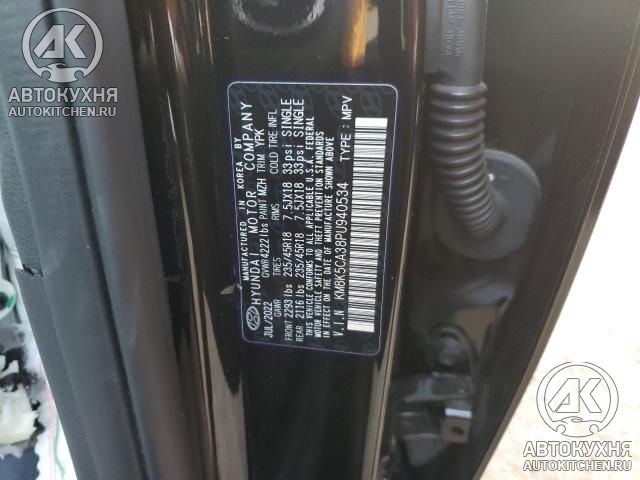 АВТОКУХНЯ
AUTOKITCHEN.RU
MANUFACTURED IN KOREA BY
HYUNDAI MOTOR COMPANY
JUL/2022 GVWR 4222 lbs PAINT MZH TRIM YPK
GAWR TIRES RIMS COLD TIRE INFL
FRONT 2293 lbs 235/45R18 7.5JX18 33psi SINGLE
REAR 2116 lbs 235/45R18 7.5JX18 33psi SINGLE
THIS VEHICLE CONFORMS TO ALL APPLICABLE U.S.A. FEDERAL
MOTOR VEHICLE SAFETY AND THEFT PREVENTION STANDARDS
IN EFFECT ON THE DATE OF MANUFACTURE SHOWN ABOVE
V.I.N KM8K5CA38PU940534 TYPE : MPV
АВТОКУХНЯ
AUTOKITCHEN.RU